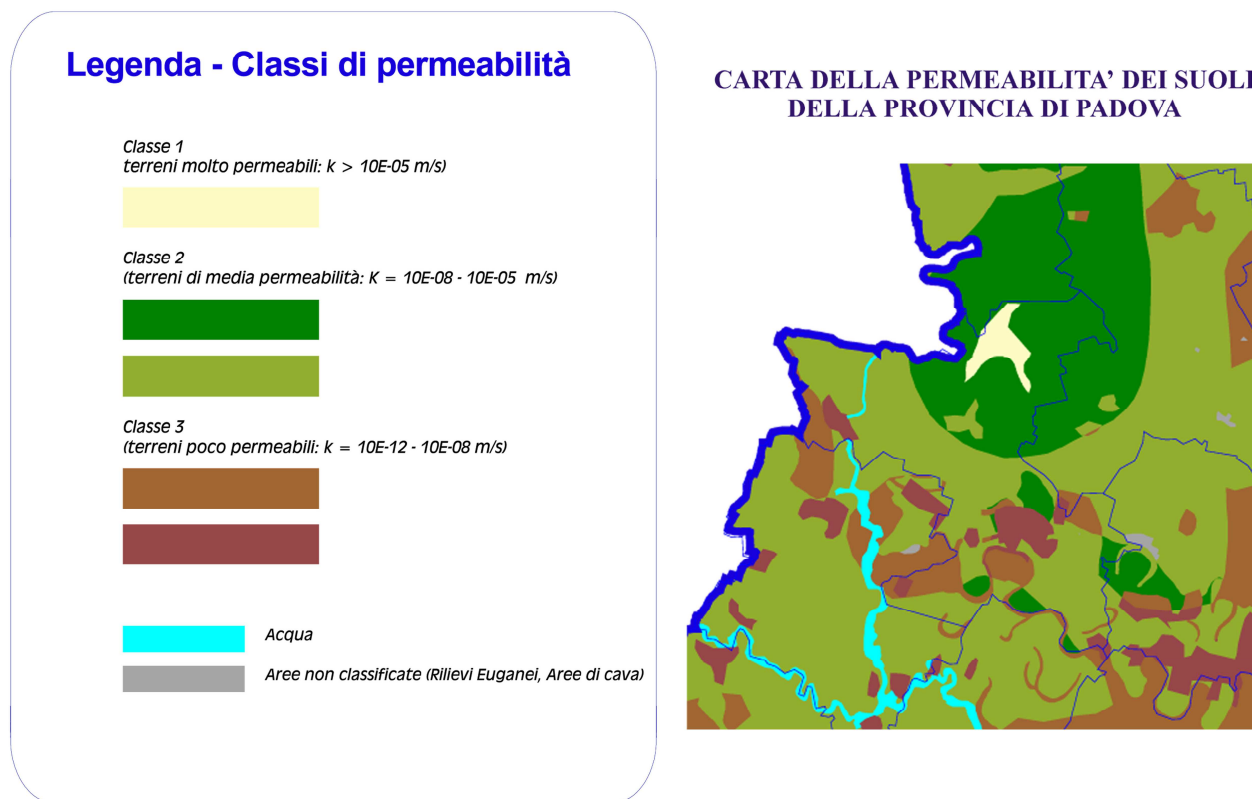 Legenda - Classi di permeabilità
Classe 1
terreni molto permeabili: k > 10E-05 m/s)
Classe 2
(terreni di media permeabilità: K = 10E-08 - 10E-05 m/s)
Classe 3
(terreni poco permeabili: k = 10E-12 - 10E-08 m/s)
Acqua
Aree non classificate (Rilievi Euganei, Aree di cava)
CARTA DELLA PERMEABILITA' DEI SUOLI
DELLA PROVINCIA DI PADOVA